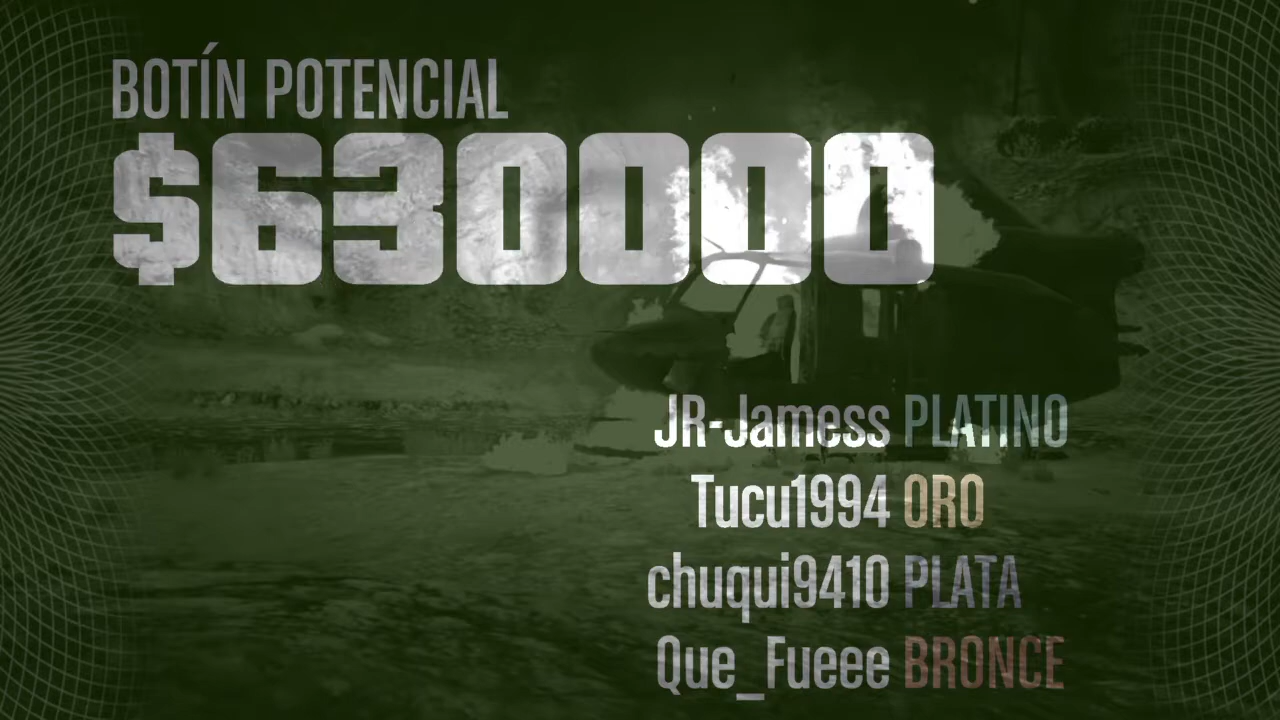 BOTÍN POTENCIAL
$630000
JR-Jamess PLATINO
Tucu1994 ORO
chuqui9410 PLATA
Que_Fueee BRONCE